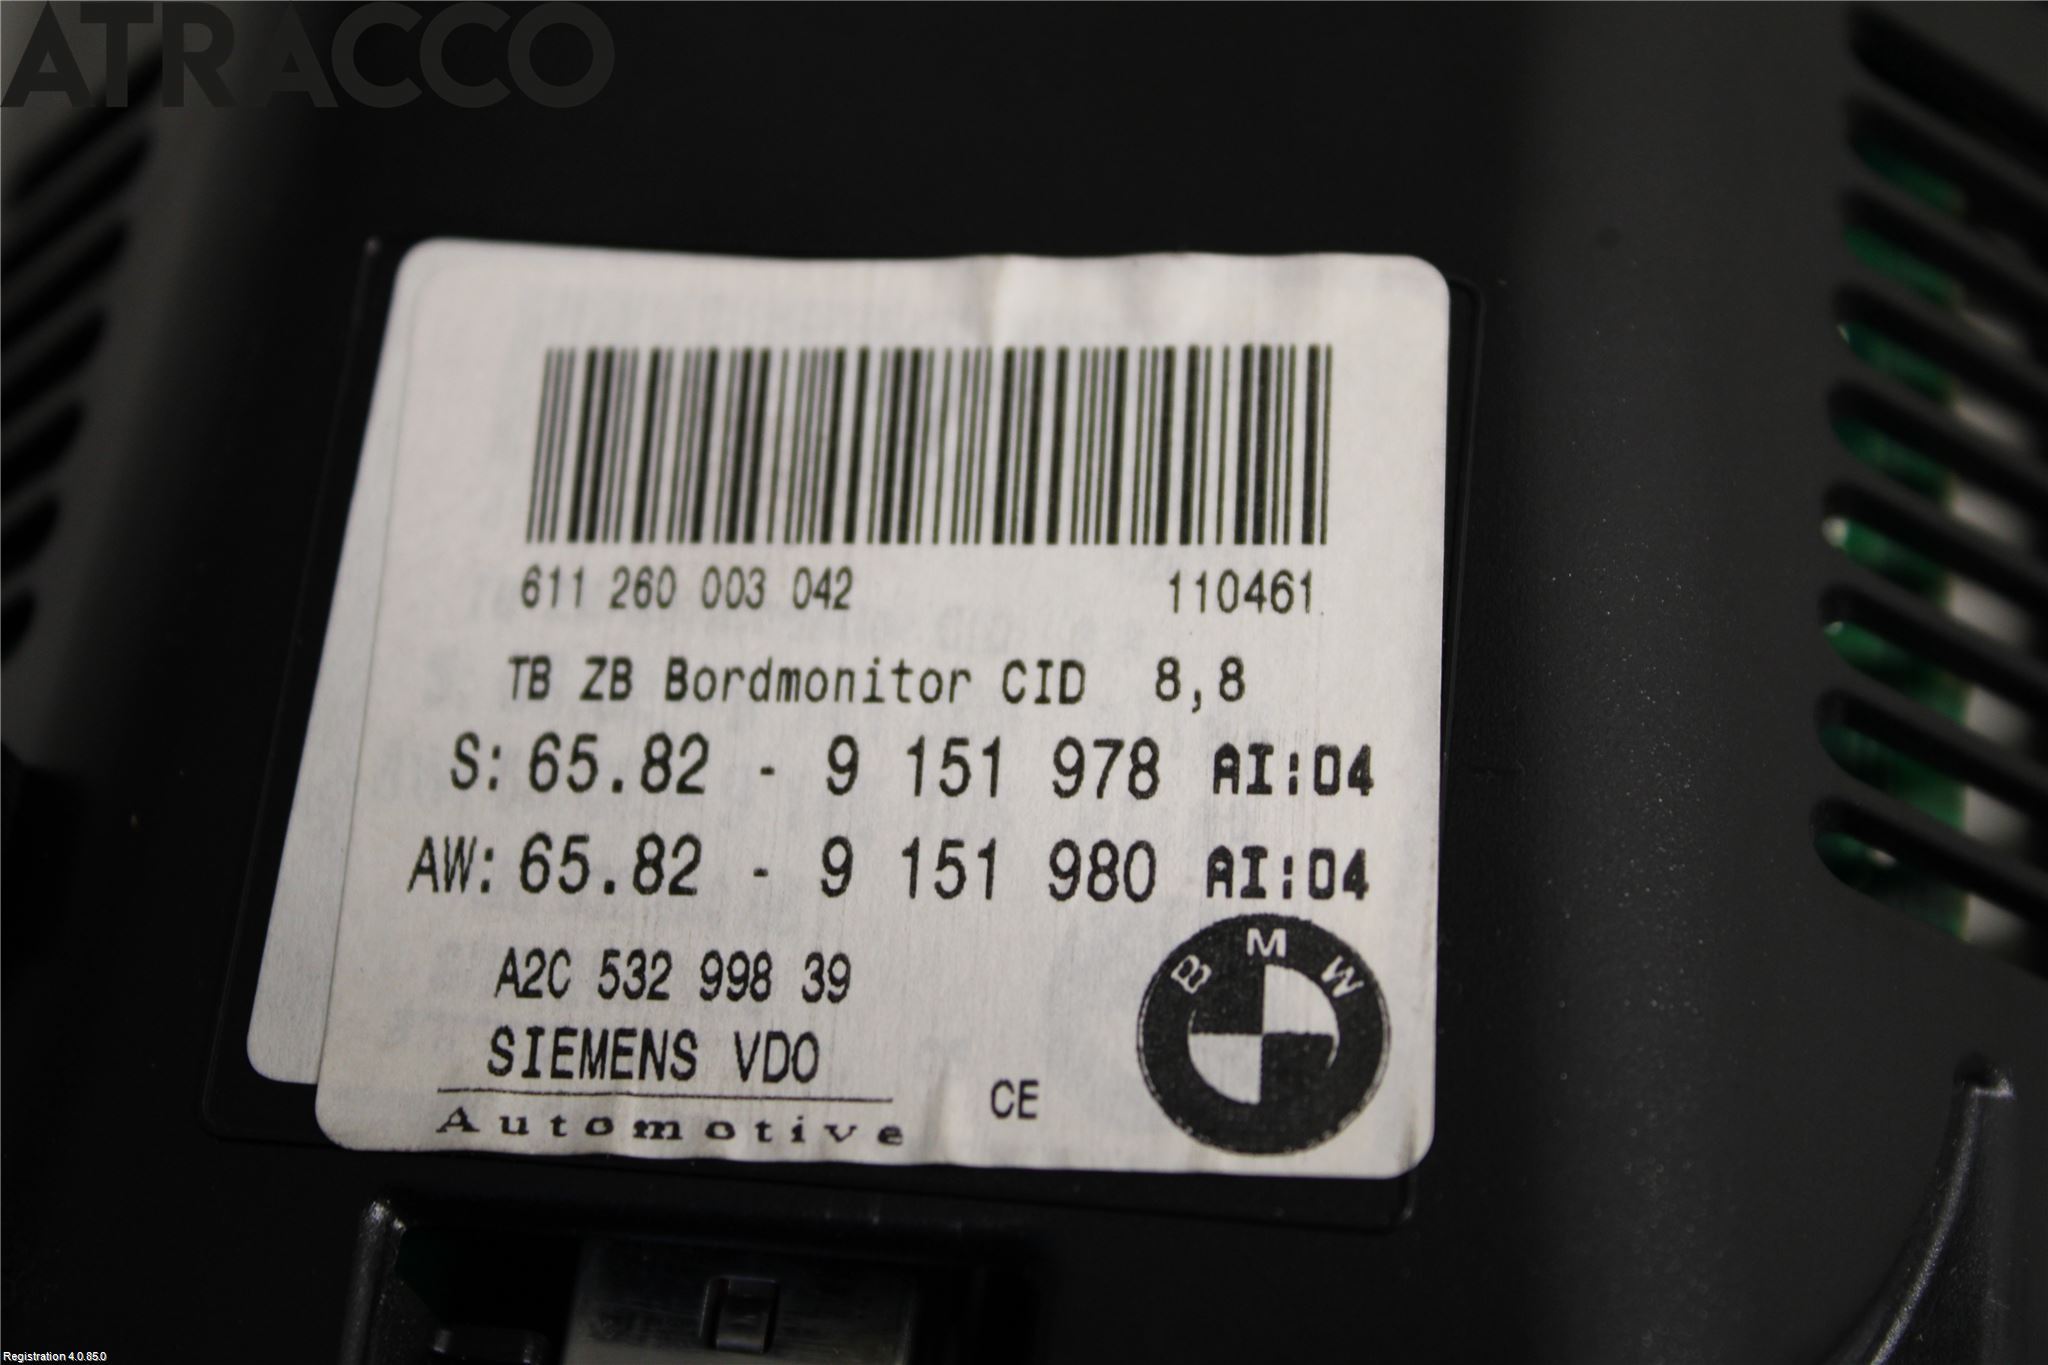 ATRACCO
611 260 003 042 110461
TB ZB Bordmonitor CID 8,8
S: 65.82 - 9 151 978 AI:04
AW: 65.82 - 9 151 980 AI:04
A2C 532 998 39
SIEMENS VDO
Automotive
CE
BMW
Registration 4.0.85.0